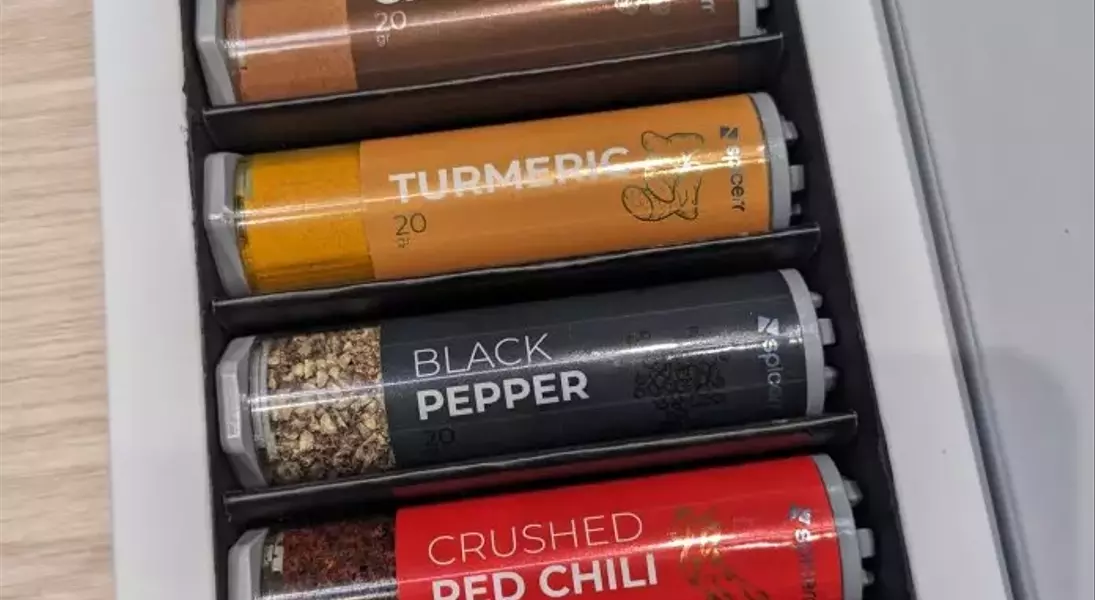 20
gr
TURMERIC
20
gr
spicerr
BLACK
PEPPER
20
spicerr
CRUSHED
RED CHILI